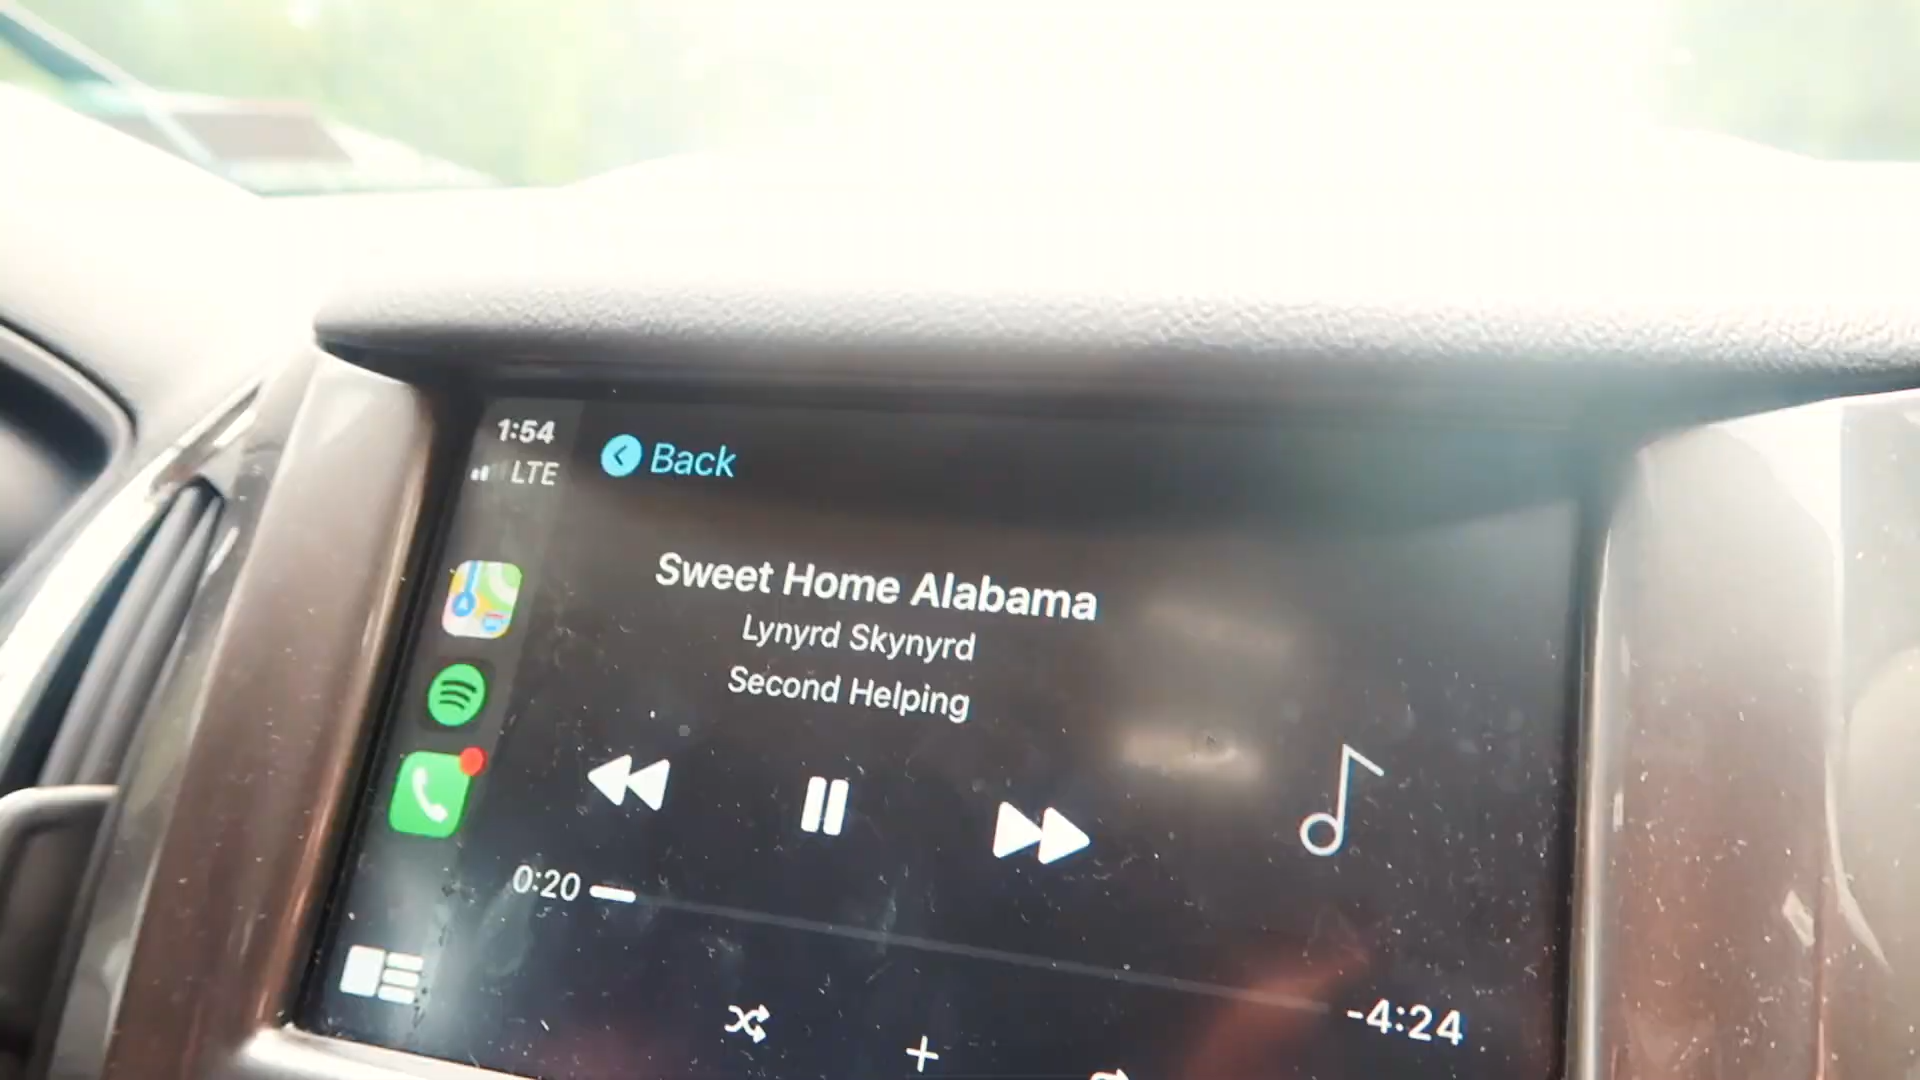 1:54
LTE
Back
Sweet Home Alabama
Lynyrd Skynyrd
Second Helping
0:20
-4:24